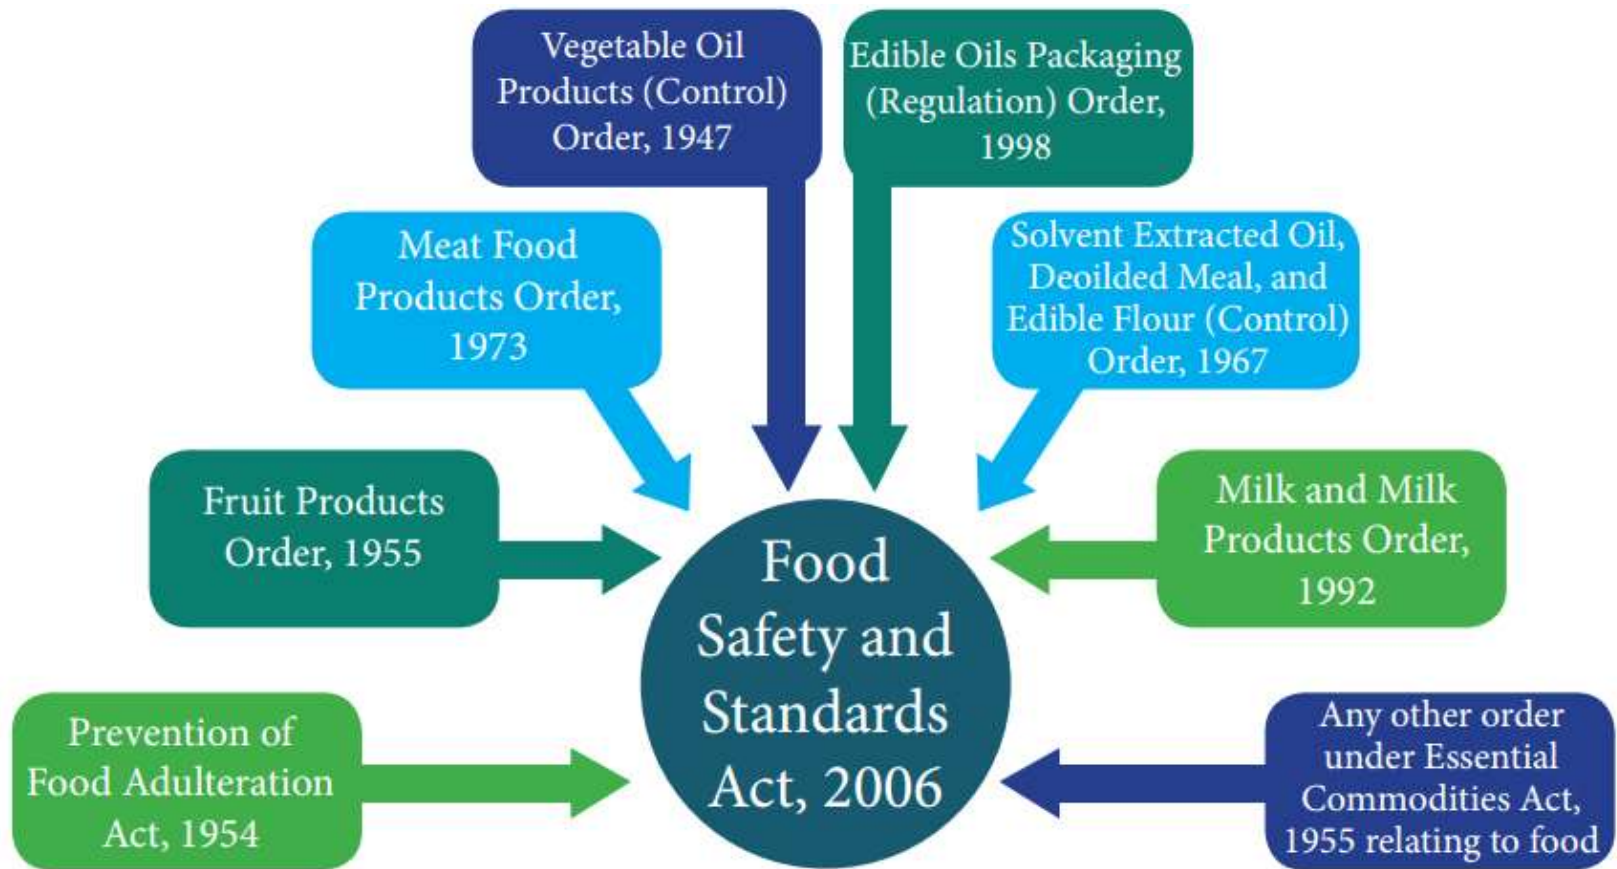 Vegetable Oil
Products (Control)
Order, 1947
Edible Oils Packaging
(Regulation) Order,
1998
Meat Food
Products Order,
1973
Solvent Extracted Oil,
Deoilded Meal, and
Edible Flour (Control)
Order, 1967
Fruit Products
Order, 1955
Milk and Milk
Products Order,
1992
Food
Safety and
Standards
Act, 2006
Prevention of
Food Adulteration
Act, 1954
Any other order
under Essential
Commodities Act,
1955 relating to food